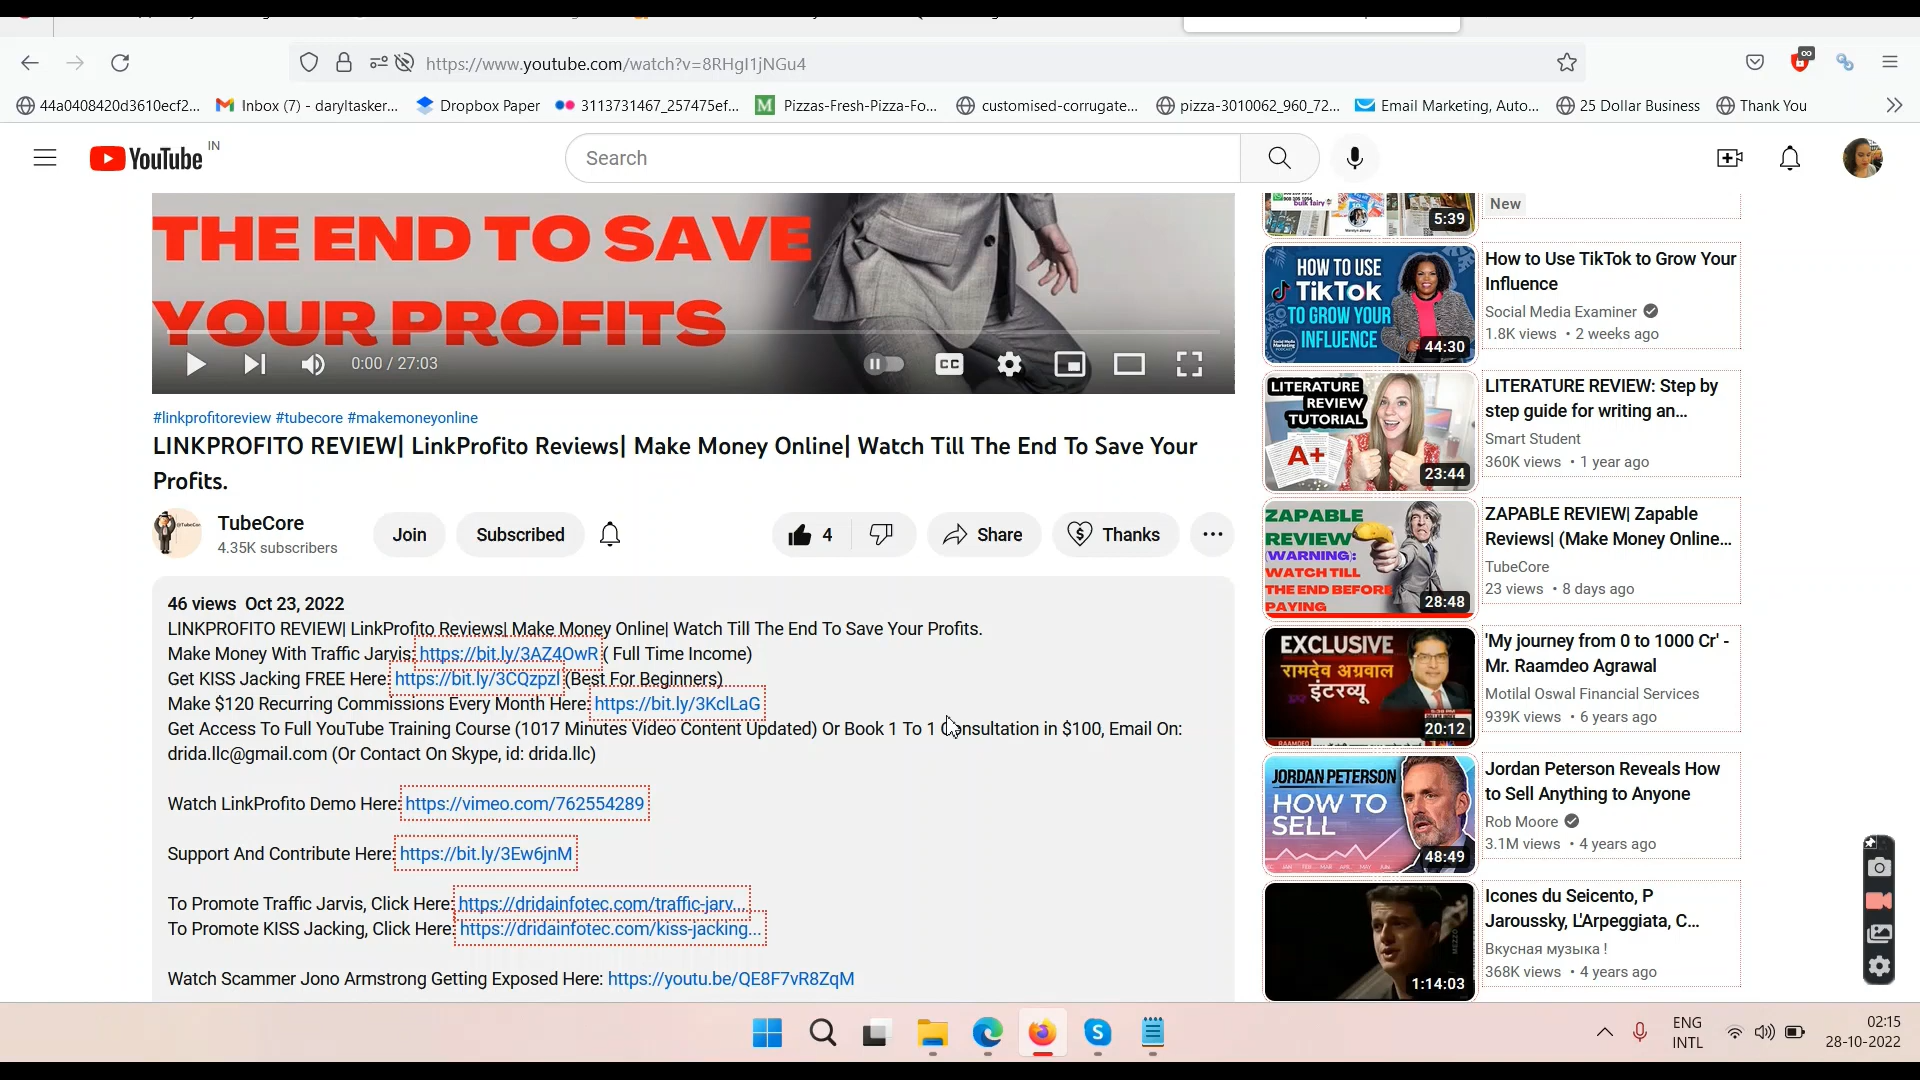 https://www.youtube.com/watch?v=8RHgI1jNGu4
44a0408420d3610ecf2... Inbox (7) - daryltasker... Dropbox Paper 3113731467_257475ef... Pizzas-Fresh-Pizza-Fo... customised-corrugate... pizza-3010062_960_72... Email Marketing, Auto... 25 Dollar Business Thank You
YouTube IN
Search
THE END TO SAVE
YOUR PROFITS
0:00 / 27:03
CC
#linkprofitoreview #tubecore #makemoneyonline
LINKPROFITO REVIEW| LinkProfito Reviews| Make Money Online| Watch Till The End To Save Your
Profits.
TubeCore
4.35K subscribers
Join
Subscribed
4
Share
Thanks
46 views Oct 23, 2022
LINKPROFITO REVIEW| LinkProfito Reviews| Make Money Online| Watch Till The End To Save Your Profits.
Make Money With Traffic Jarvis: https://bit.ly/3AZ4OwR ( Full Time Income)
Get KISS Jacking FREE Here: https://bit.ly/3CQzpzl (Best For Beginners)
Make $120 Recurring Commissions Every Month Here: https://bit.ly/3KclLaG
Get Access To Full YouTube Training Course (1017 Minutes Video Content Updated) Or Book 1 To 1 Consultation in $100, Email On:
drida.llc@gmail.com (Or Contact On Skype, id: drida.llc)
Watch LinkProfito Demo Here: https://vimeo.com/762554289
Support And Contribute Here: https://bit.ly/3Ew6jnM
To Promote Traffic Jarvis, Click Here: https://dridainfotec.com/traffic-jarv...
To Promote KISS Jacking, Click Here: https://dridainfotec.com/kiss-jacking...
Watch Scammer Jono Armstrong Getting Exposed Here: https://youtu.be/QE8F7vR8ZqM
5:39
New
HOW TO USE
TikTok
TO GROW YOUR
INFLUENCE
44:30
How to Use TikTok to Grow Your
Influence
Social Media Examiner
1.8K views • 2 weeks ago
LITERATURE
REVIEW
TUTORIAL
A+
23:44
LITERATURE REVIEW: Step by
step guide for writing an...
Smart Student
360K views • 1 year ago
ZAPABLE
REVIEW
(WARNING):
WATCH TILL
THE END BEFORE
PAYING
28:48
ZAPABLE REVIEW| Zapable
Reviews| (Make Money Online...
TubeCore
23 views • 8 days ago
EXCLUSIVE
रामदेव अग्रवाल
इंटरव्यू
20:12
'My journey from 0 to 1000 Cr' -
Mr. Raamdeo Agrawal
Motilal Oswal Financial Services
939K views • 6 years ago
JORDAN PETERSON
HOW TO
SELL
48:49
Jordan Peterson Reveals How
to Sell Anything to Anyone
Rob Moore
3.1M views • 4 years ago
MEZZO
1:14:03
Icones du Seicento, P
Jaroussky, L'Arpeggiata, C...
Вкусная музыка !
368K views • 4 years ago
ENG
INTL
02:15
28-10-2022